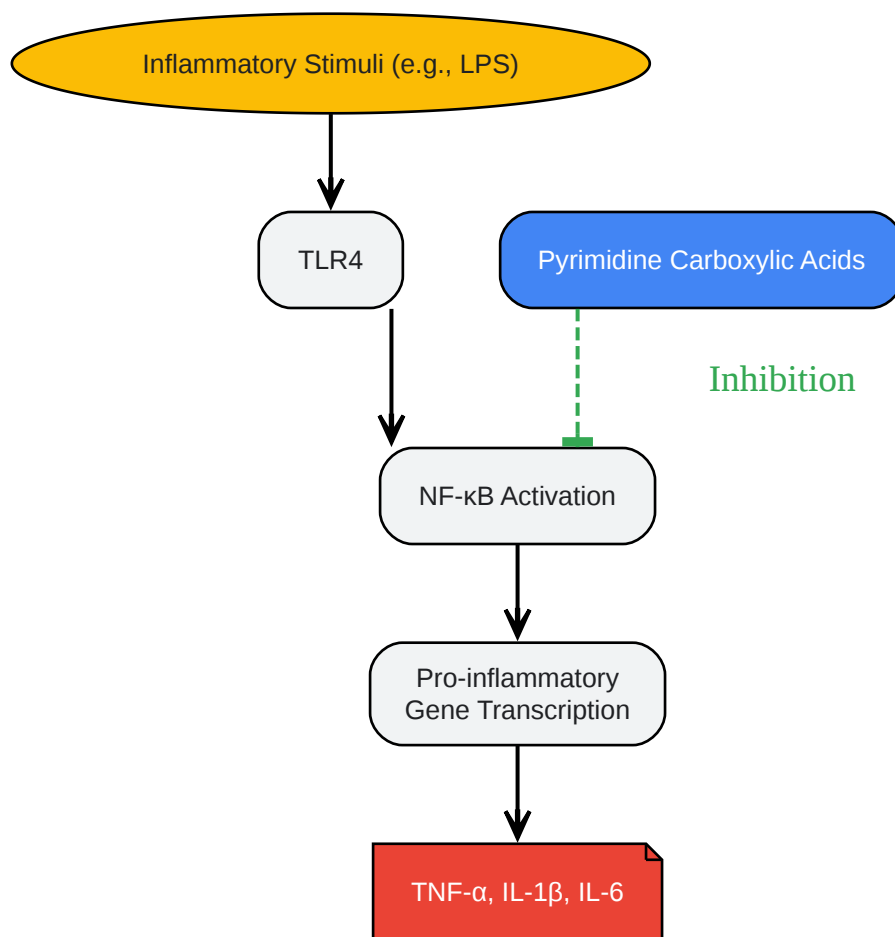 Inflammatory Stimuli (e.g., LPS)
TLR4
Pyrimidine Carboxylic Acids
Inhibition
NF-κB Activation
Pro-inflammatory
Gene Transcription
TNF-α, IL-1β, IL-6